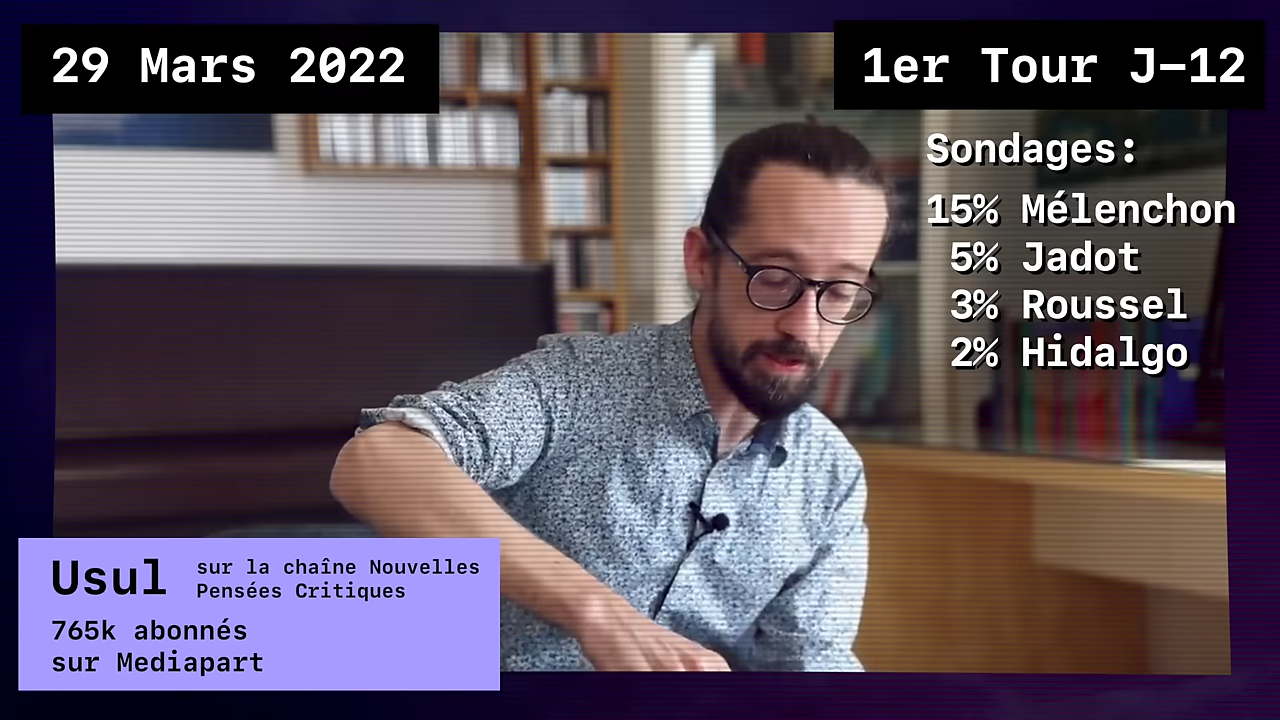 29 Mars 2022
1er Tour J-12
Sondages:
15% Mélenchon
5% Jadot
3% Roussel
2% Hidalgo
Usul sur la chaîne Nouvelles
Pensées Critiques
765k abonnés
sur Mediapart